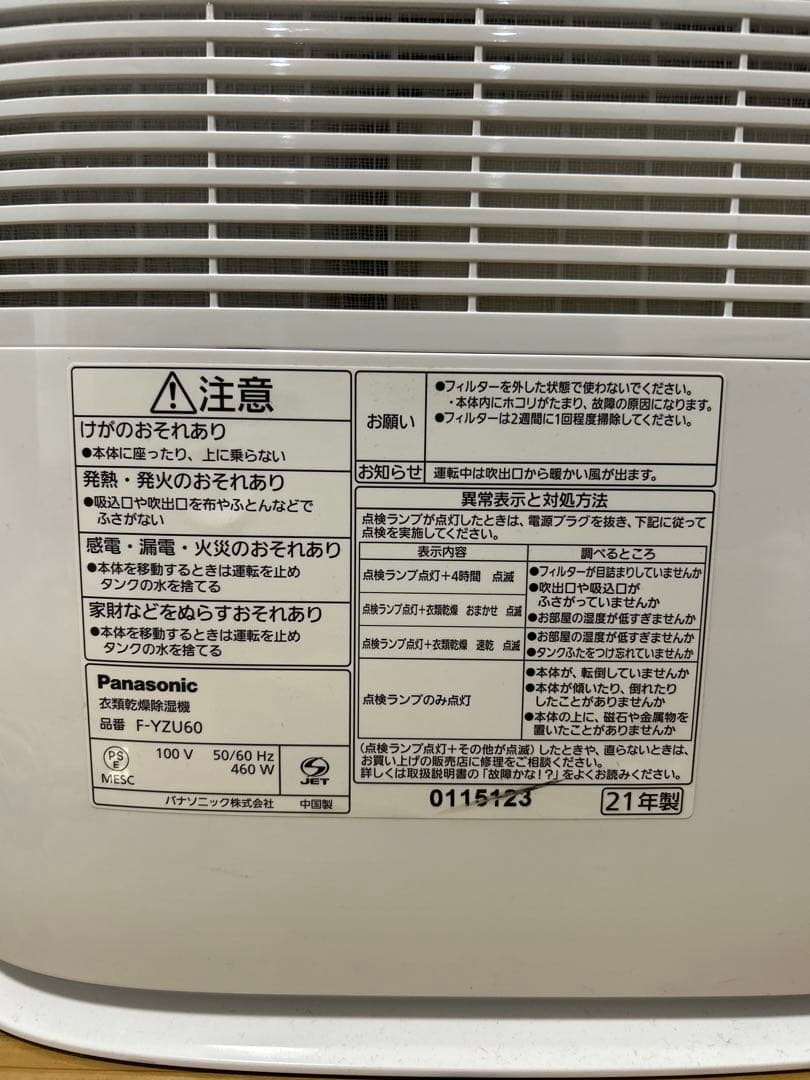 注意
けがのおそれあり
●本体に座ったり、上に乗らない
発熱・発火のおそれあり
●吸込口や吹出口を布やふとんなどで
ふさがない
感電・漏電・火災のおそれあり
●本体を移動するときは運転を止め
タンクの水を捨てる
家財などをぬらすおそれあり
●本体を移動するときは運転を止め
タンクの水を捨てる
Panasonic
衣類乾燥除湿機
品番 F-YZU60
PS
E
MESC
100 V 50/60 Hz
460 W
S
JET
パナソニック株式会社 中国製
お願い
●フィルターを外した状態で使わないでください。
・本体内にホコリがたまり、故障の原因になります。
●フィルターは2週間に1回程度掃除してください。
お知らせ 運転中は吹出口から暖かい風が出ます。
異常表示と対処方法
点検ランプが点灯したときは、電源プラグを抜き、下記に従って
点検を実施してください。
表示内容 調べるところ
点検ランプ点灯+4時間 点滅
●フィルターが目詰まりしていませんか
●吹出口や吸込口が
ふさがっていませんか
●お部屋の温度が低すぎませんか
点検ランプ点灯+衣類乾燥 おまかせ 点滅
点検ランプ点灯+衣類乾燥 速乾 点滅
●お部屋の湿度が低すぎませんか
●タンクふたをつけ忘れていませんか
点検ランプのみ点灯
●本体が、転倒していませんか
●本体が傾いたり、倒れたり
したことがありませんか
●本体の上に、磁石や金属物を
置いたことがありませんか
(点検ランプ点灯+その他が点滅)したときや、直らないときは、
お買い上げの販売店に修理をご相談ください。
詳しくは取扱説明書の「故障かな!?」をよくお読みください。
0115123 21年製